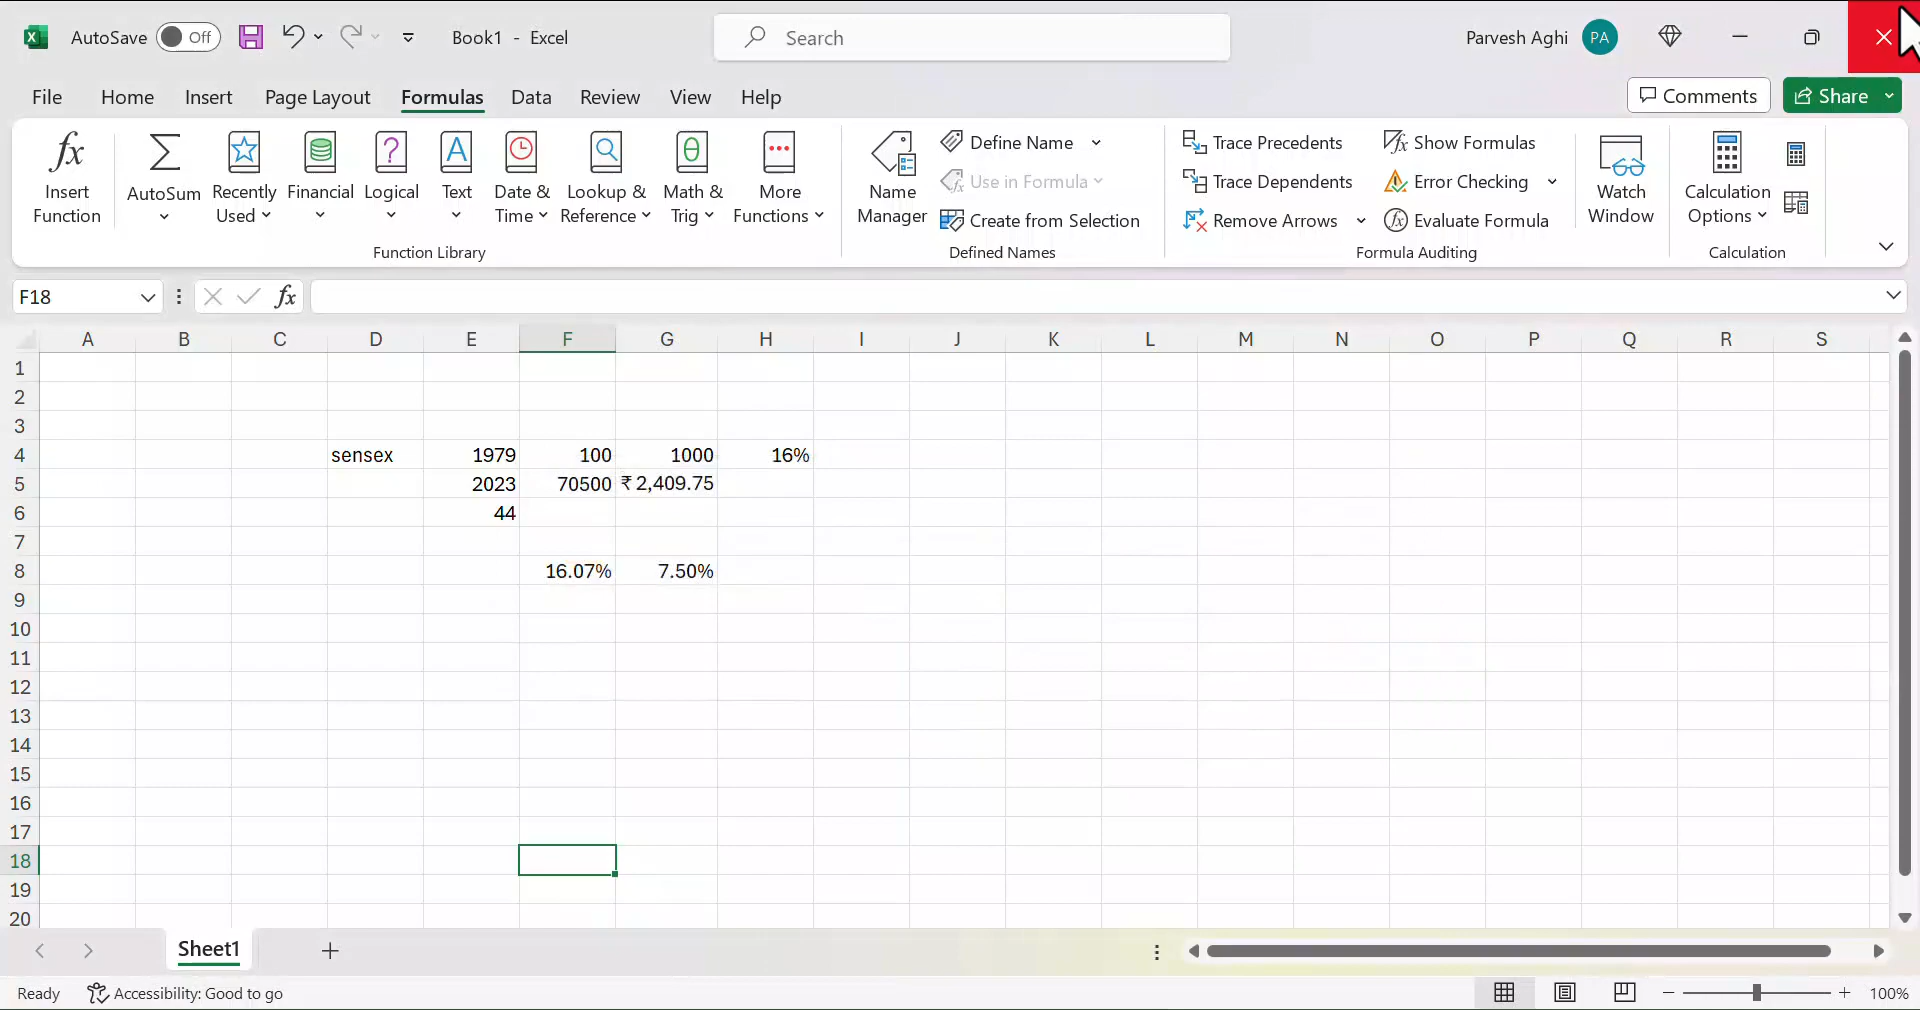 AutoSave Off Book1 - Excel Search Parvesh Aghi PA
File Home Insert Page Layout Formulas Data Review View Help Comments Share
fx Insert Function
AutoSum
Recently Used
Financial
Logical
Text
Date & Time
Lookup & Reference
Math & Trig
More Functions
Function Library
Name Manager
Define Name
Use in Formula
Create from Selection
Defined Names
Trace Precedents
Trace Dependents
Remove Arrows
Show Formulas
Error Checking
Evaluate Formula
Formula Auditing
Watch Window
Calculation Options
Calculation
F18 fx
A B C D E F G H I J K L M N O P Q R S
1
2
3
4 sensex 1979 100 1000 16%
5 2023 70500 ₹ 2,409.75
6 44
7
8 16.07% 7.50%
9
10
11
12
13
14
15
16
17
18
19
20
Sheet1
Ready Accessibility: Good to go 100%